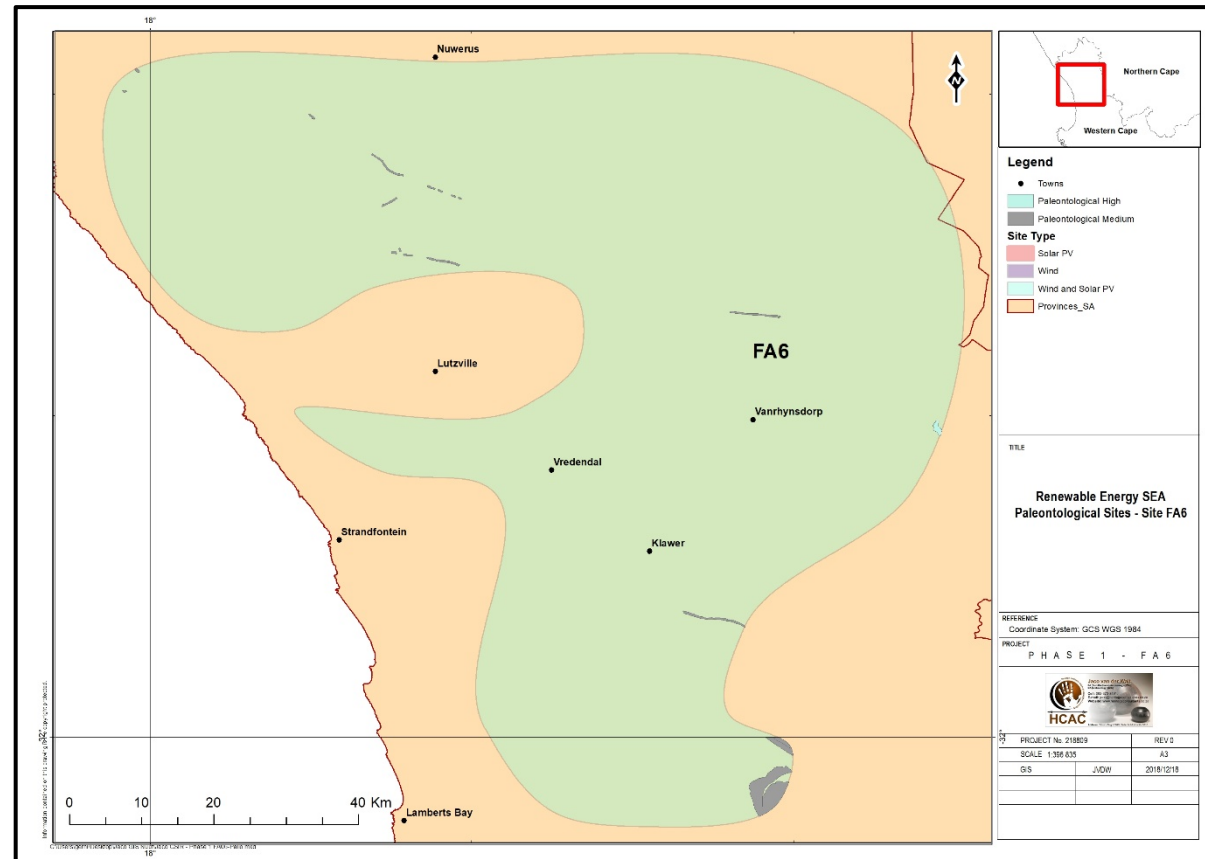 18°
Nuwerus
N
Northern Cape
Western Cape
Legend
Towns
Paleontological High
Paleontological Medium
Site Type
Solar PV
Wind
Wind and Solar PV
Provinces_SA
FA6
Lutzville
Vanrhynsdorp
Vredendal
Strandfontein
Klawer
TITLE
Renewable Energy SEA
Paleontological Sites - Site FA6
REFERENCE
Coordinate System: GCS WGS 1984
PROJECT
PHASE 1 - FA6
HCAC
PROJECT No. 218809 REV 0
SCALE 1:398 835 A3
GIS JVDW 2018/12/18
-32°
-32°
0 10 20 40 Km
Lamberts Bay
18°